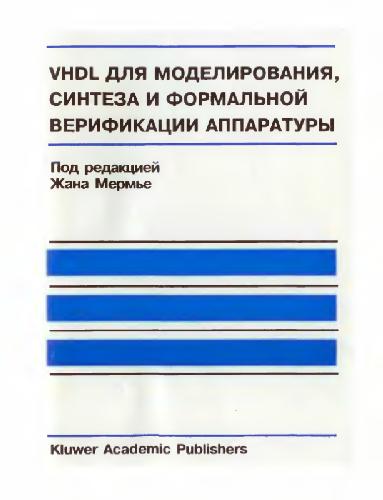 VHDL ДЛЯ МОДЕЛИРОВАНИЯ,
СИНТЕЗА И ФОРМАЛЬНОЙ
ВЕРИФИКАЦИИ АППАРАТУРЫ
Под редакцией
Жана Мермье
Kluwer Academic Publishers